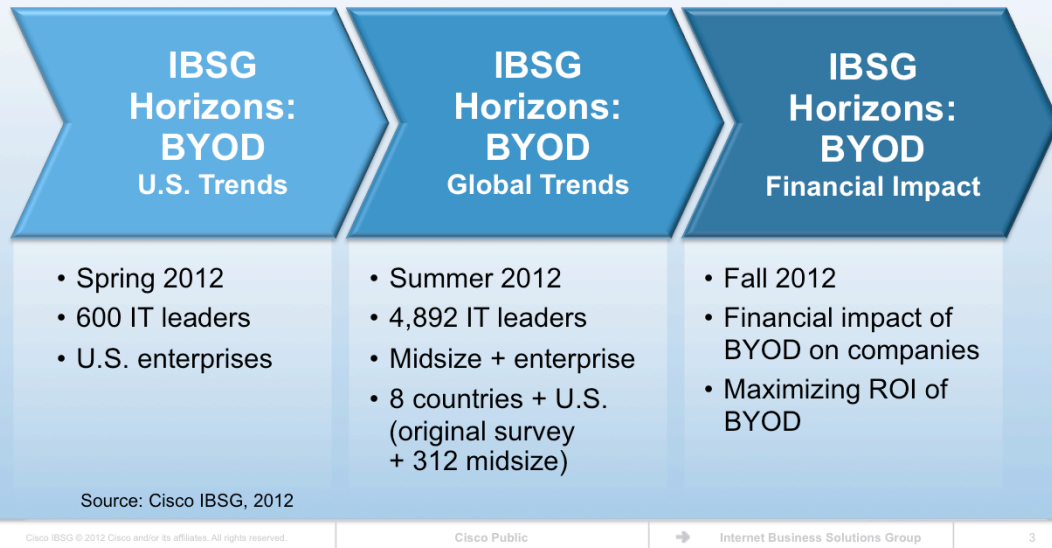 IBSG
Horizons:
BYOD
U.S. Trends
• Spring 2012
• 600 IT leaders
• U.S. enterprises
IBSG
Horizons:
BYOD
Global Trends
• Summer 2012
• 4,892 IT leaders
• Midsize + enterprise
• 8 countries + U.S.
(original survey
+ 312 midsize)
IBSG
Horizons:
BYOD
Financial Impact
• Fall 2012
• Financial impact of
BYOD on companies
• Maximizing ROI of
BYOD
Source: Cisco IBSG, 2012
Cisco IBSG © 2012 Cisco and/or its affiliates. All rights reserved.
Cisco Public
Internet Business Solutions Group
3